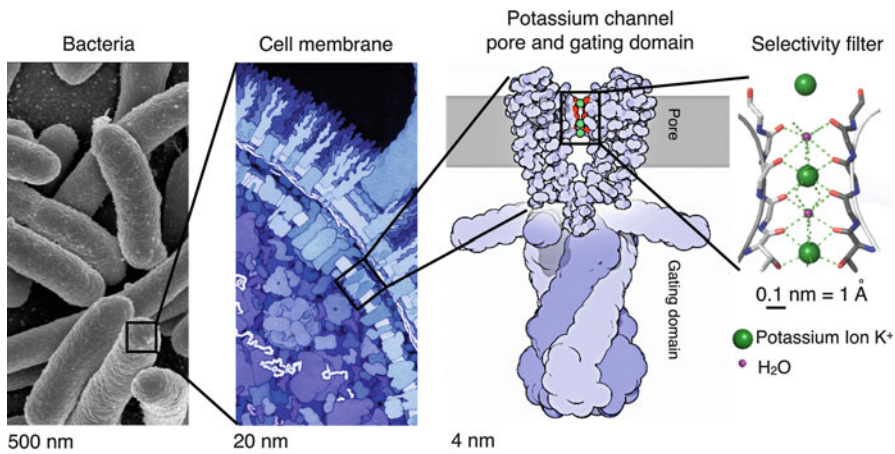 Bacteria
Cell membrane
Potassium channel
pore and gating domain
Selectivity filter
Pore
Gating domain
0.1 nm = 1 Å
Potassium Ion K⁺
H₂O
500 nm
20 nm
4 nm